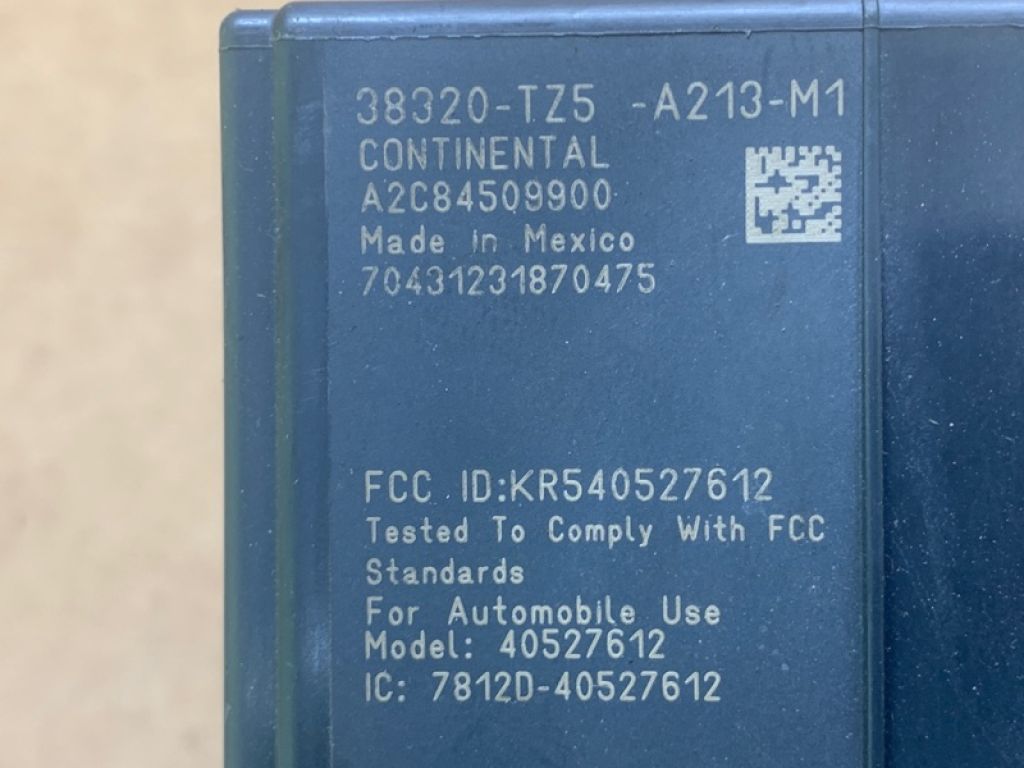 38320-TZ5 -A213-M1
CONTINENTAL
A2C84509900
Made in Mexico
70431231870475
FCC ID:KR540527612
Tested To Comply With FCC
Standards
For Automobile Use
Model: 40527612
IC: 7812D-40527612